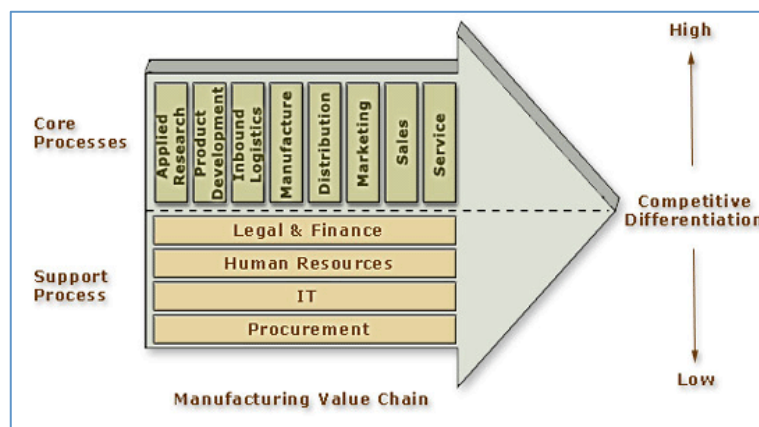 High
Core
Processes
Applied
Research
Product
Development
Inbound
Logistics
Manufacture
Distribution
Marketing
Sales
Service
Competitive
Differentiation
Legal & Finance
Human Resources
Support
Process
IT
Procurement
Low
Manufacturing Value Chain